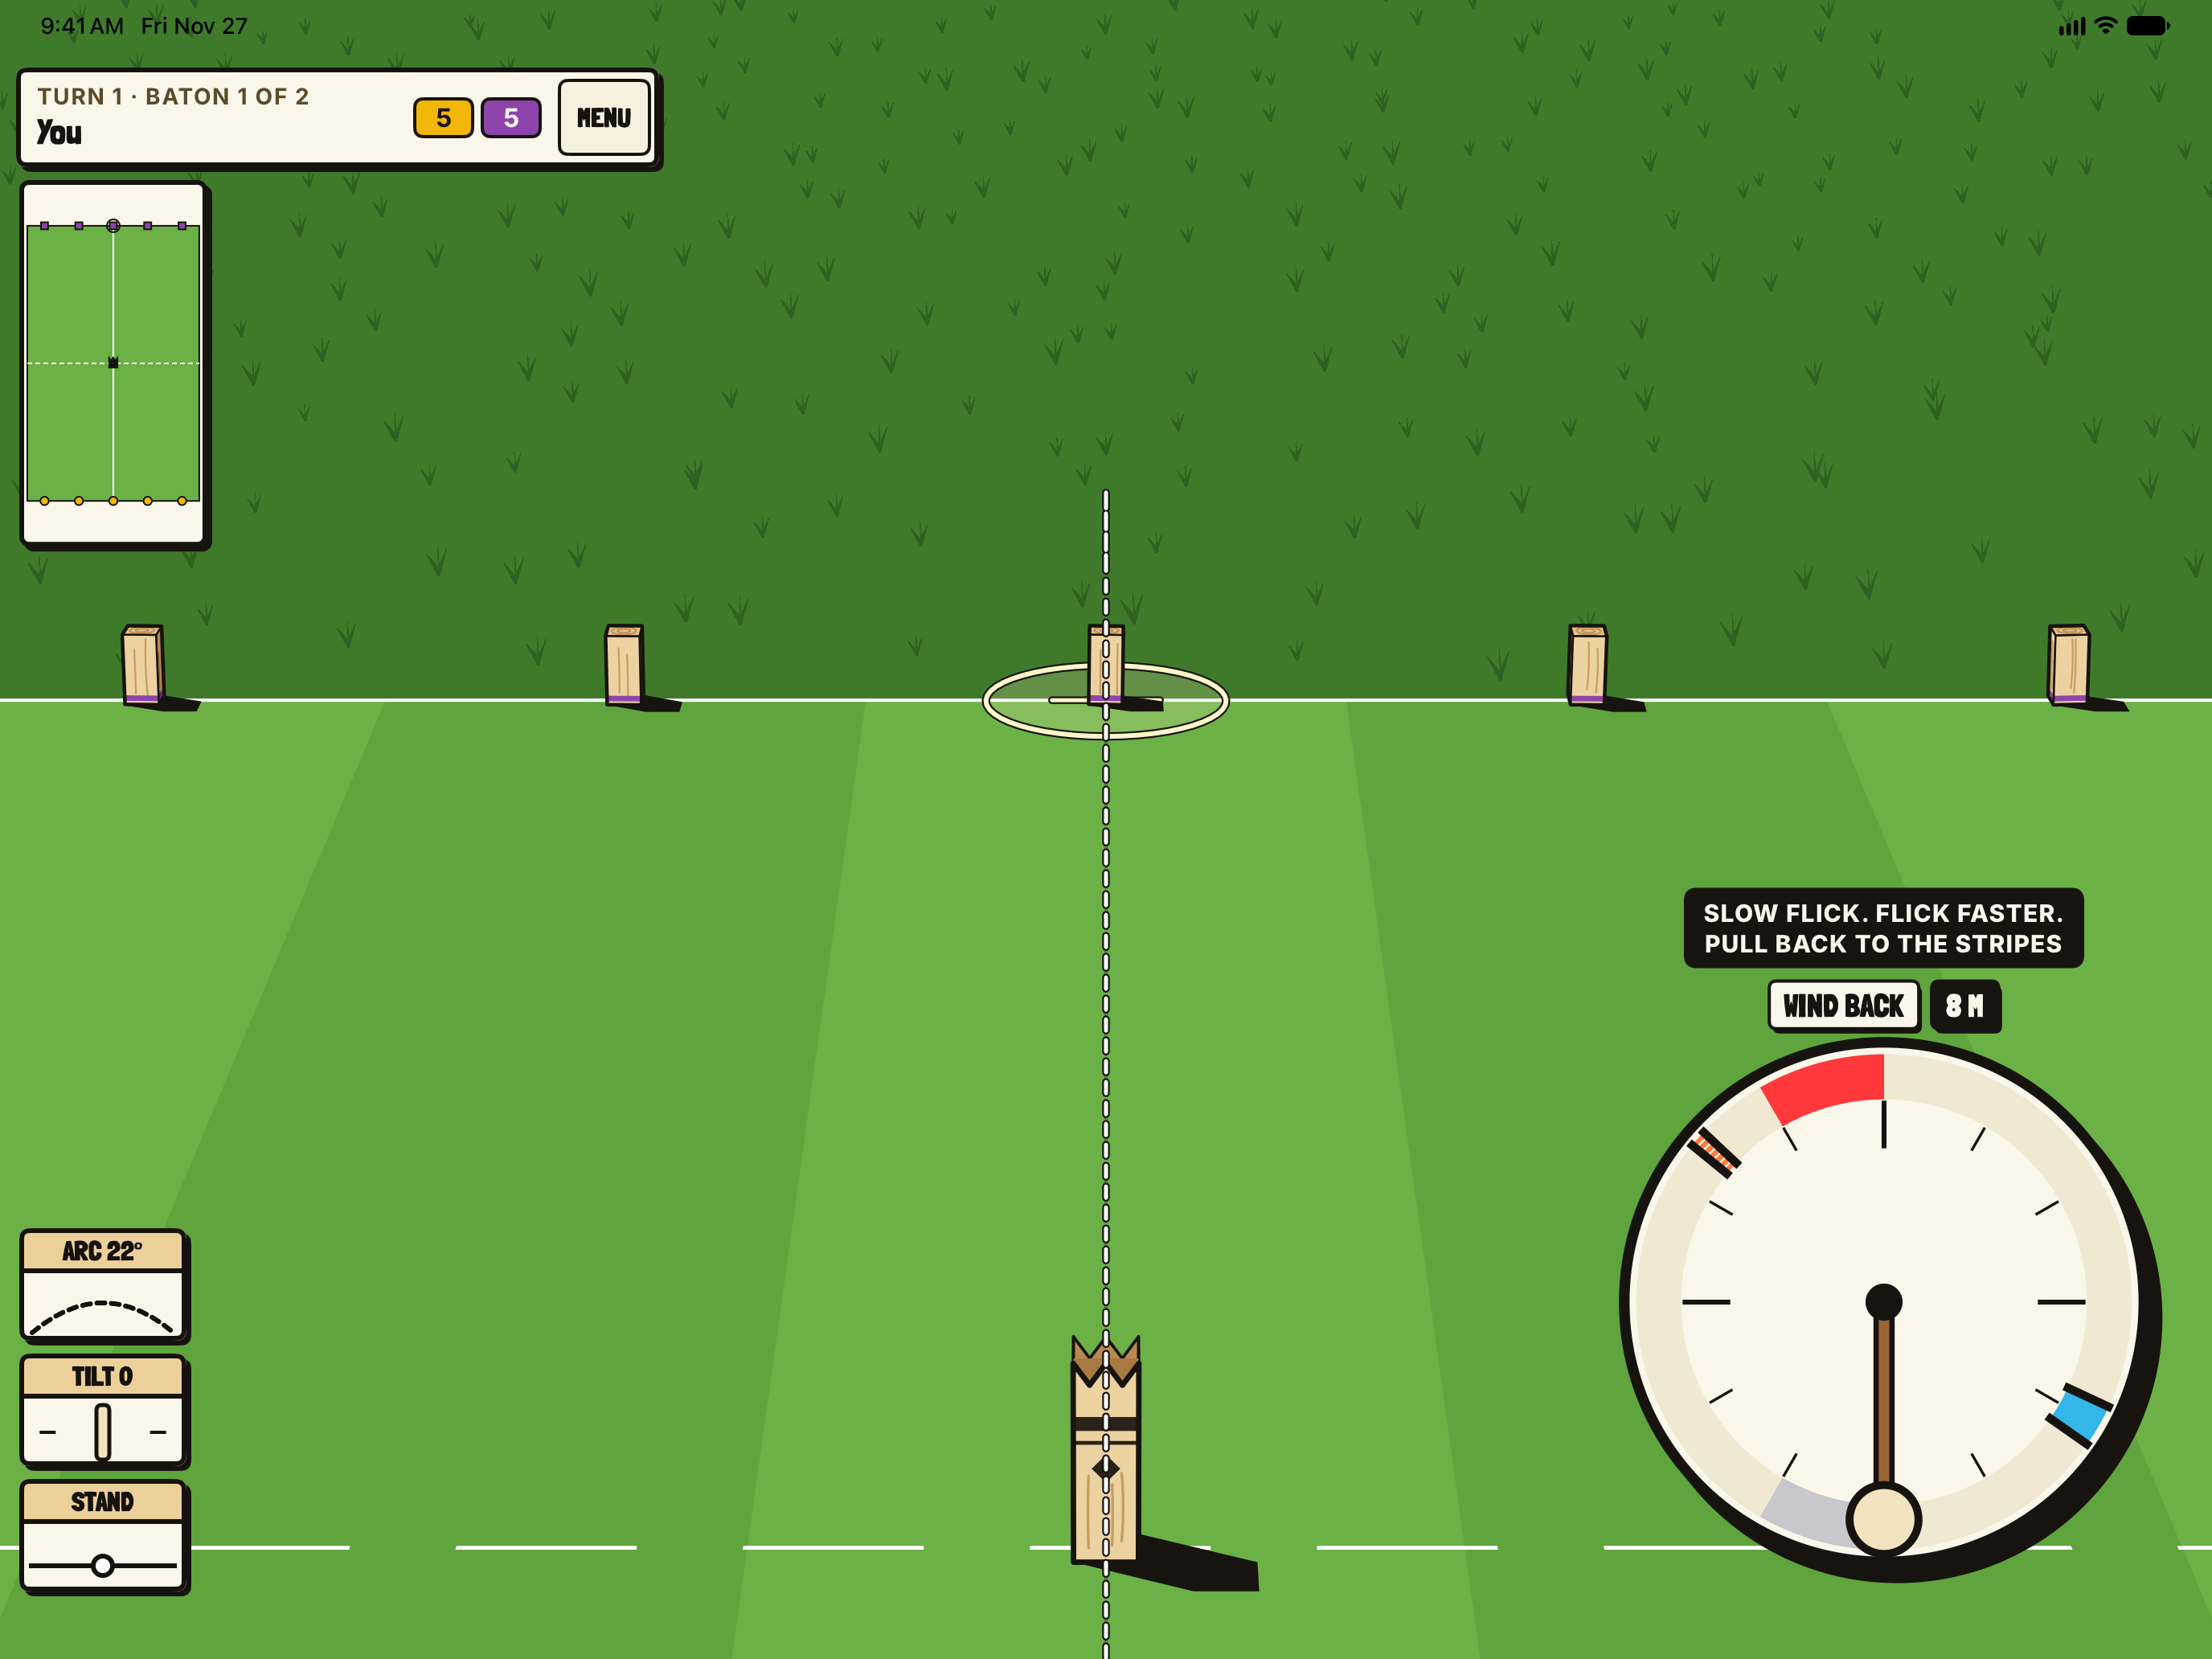 9:41 AM Fri Nov 27
TURN 1 · BATON 1 OF 2
You
5
5
MENU
SLOW FLICK. FLICK FASTER.
PULL BACK TO THE STRIPES
WIND BACK
8 M
ARC 22°
TILT 0
STAND